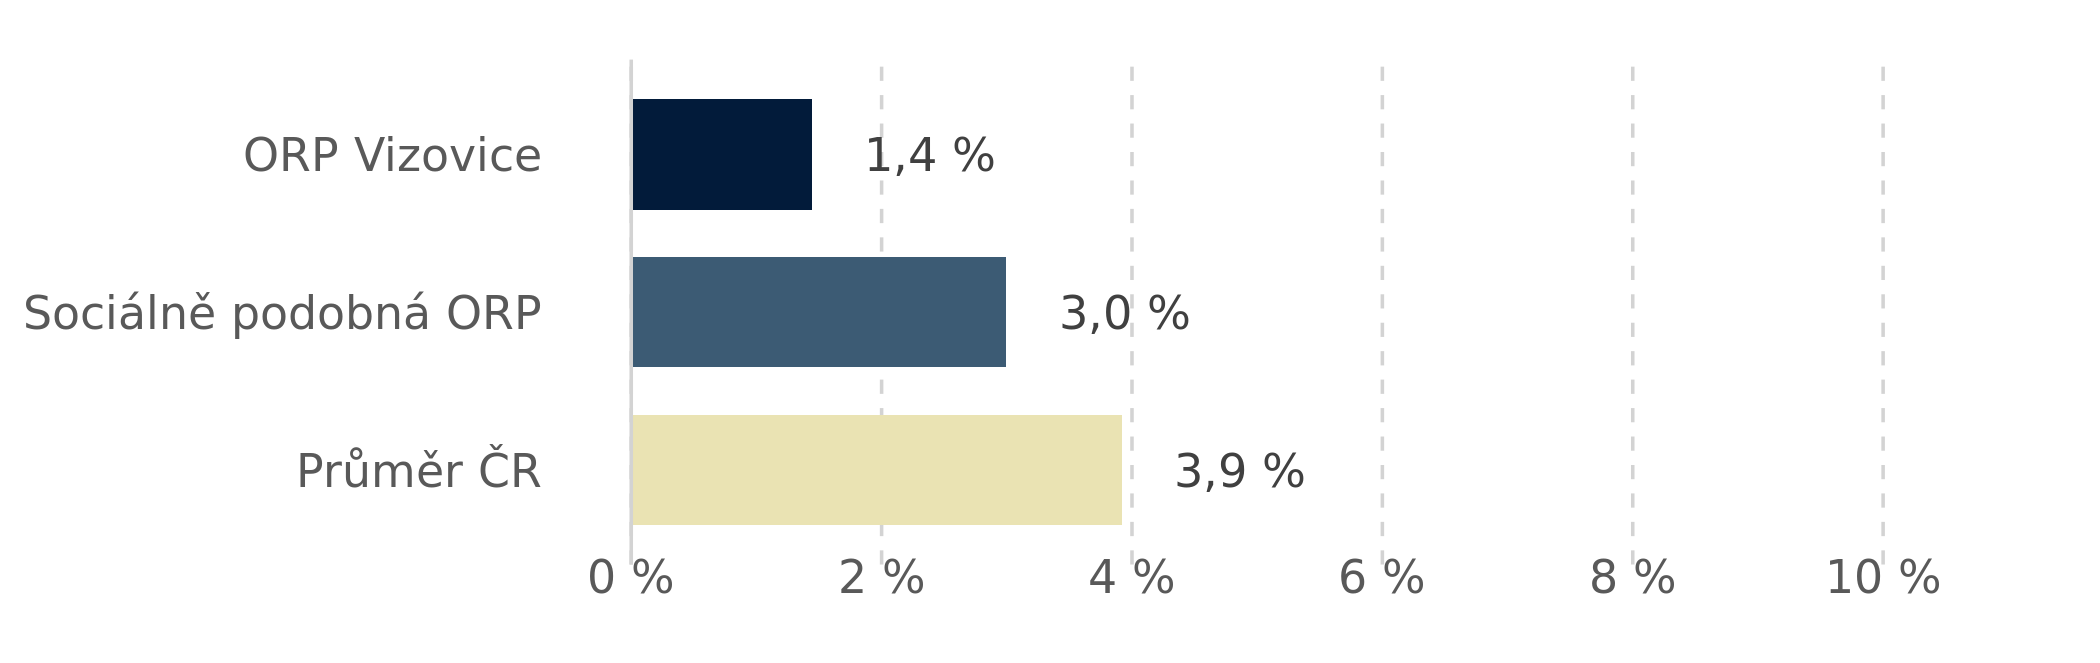 ORP Vizovice
1,4 %
Sociálně podobná ORP
3,0 %
Průměr ČR
3,9 %
0 % 2 % 4 % 6 % 8 % 10 %